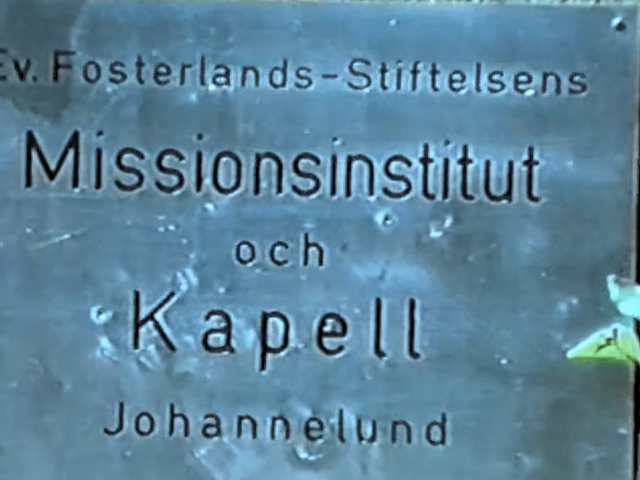 Ev. Fosterlands-Stiftelsens
Missionsinstitut
och
Kapell
Johannelund